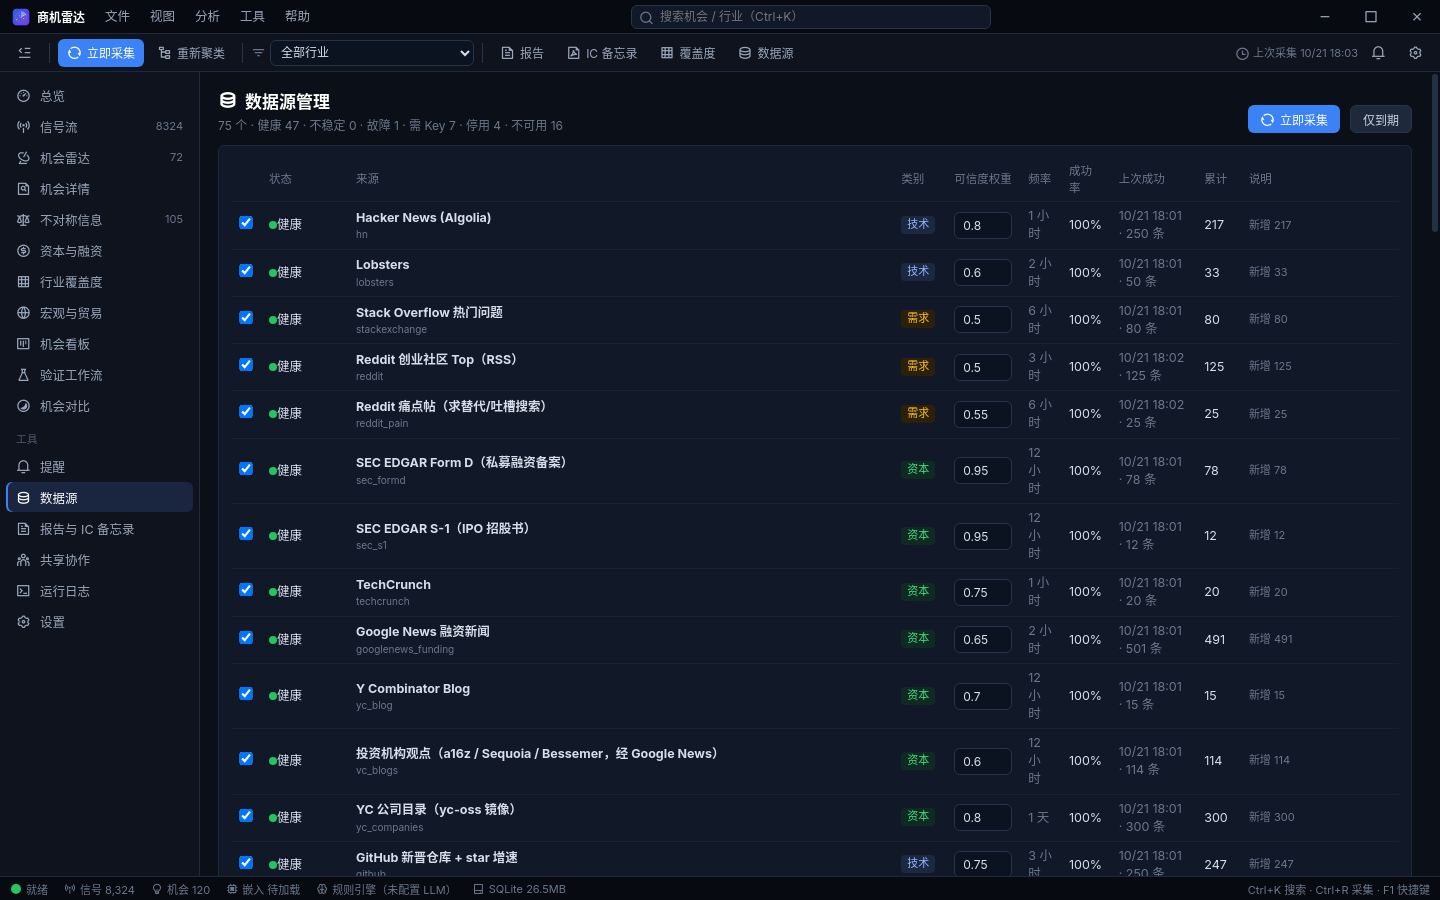 商机雷达 文件 视图 分析 工具 帮助 搜索机会 / 行业（Ctrl+K）
立即采集 重新聚类 全部行业 报告 IC 备忘录 覆盖度 数据源 上次采集 10/21 18:03
总览
信号流 8324
机会雷达 72
机会详情
不对称信息 105
资本与融资
行业覆盖度
宏观与贸易
机会看板
验证工作流
机会对比
工具
提醒
数据源
报告与 IC 备忘录
共享协作
运行日志
设置
数据源管理
75 个 · 健康 47 · 不稳定 0 · 故障 1 · 需 Key 7 · 停用 4 · 不可用 16
立即采集 仅到期
状态 来源 类别 可信度权重 频率 成功率 上次成功 累计 说明
健康 Hacker News (Algolia) 技术 0.8 1 小时 100% 10/21 18:01 · 250 条 217 新增 217
hn
健康 Lobsters 技术 0.6 2 小时 100% 10/21 18:01 · 50 条 33 新增 33
lobsters
健康 Stack Overflow 热门问题 需求 0.5 6 小时 100% 10/21 18:01 · 80 条 80 新增 80
stackexchange
健康 Reddit 创业社区 Top（RSS） 需求 0.5 3 小时 100% 10/21 18:02 · 125 条 125 新增 125
reddit
健康 Reddit 痛点帖（求替代/吐槽搜索） 需求 0.55 6 小时 100% 10/21 18:02 · 25 条 25 新增 25
reddit_pain
健康 SEC EDGAR Form D（私募融资备案） 资本 0.95 12 小时 100% 10/21 18:01 · 78 条 78 新增 78
sec_formd
健康 SEC EDGAR S-1（IPO 招股书） 资本 0.95 12 小时 100% 10/21 18:01 · 12 条 12 新增 12
sec_s1
健康 TechCrunch 资本 0.75 1 小时 100% 10/21 18:01 · 20 条 20 新增 20
techcrunch
健康 Google News 融资新闻 资本 0.65 2 小时 100% 10/21 18:01 · 501 条 491 新增 491
googlenews_funding
健康 Y Combinator Blog 资本 0.7 12 小时 100% 10/21 18:01 · 15 条 15 新增 15
yc_blog
健康 投资机构观点（a16z / Sequoia / Bessemer，经 Google News） 资本 0.6 12 小时 100% 10/21 18:01 · 114 条 114 新增 114
vc_blogs
健康 YC 公司目录（yc-oss 镜像） 资本 0.8 1 天 100% 10/21 18:01 · 300 条 300 新增 300
yc_companies
健康 GitHub 新晋仓库 + star 增速 技术 0.75 3 小时 100% 10/21 18:01 · 250 条 247 新增 247
github
就绪 信号 8,324 机会 120 嵌入 待加载 规则引擎（未配置 LLM） SQLite 26.5MB Ctrl+K 搜索 · Ctrl+R 采集 · F1 快捷键